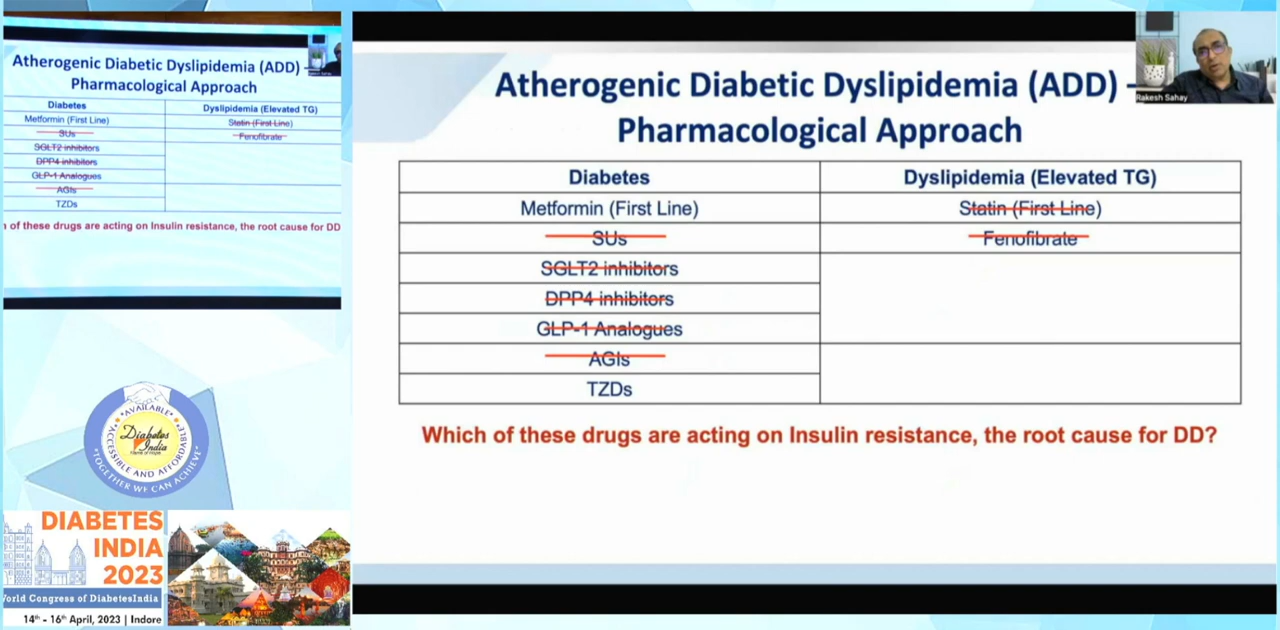 Atherogenic Diabetic Dyslipidemia (ADD) –
Pharmacological Approach
Diabetes
Dyslipidemia (Elevated TG)
Metformin (First Line)
Statin (First Line)
SUs
Fenofibrate
SGLT2 inhibitors
DPP4 inhibitors
GLP-1 Analogues
AGIs
TZDs
of these drugs are acting on Insulin resistance, the root cause for DD
AVAILABLE
ACCESSIBLE AND AFFORDABLE
Diabetes
India
TOGETHER WE CAN ACHIEVE
DIABETES
INDIA
2023
World Congress of DiabetesIndia
14th - 16th April, 2023 | Indore
Rakesh Sahay
Atherogenic Diabetic Dyslipidemia (ADD) –
Pharmacological Approach
Diabetes
Dyslipidemia (Elevated TG)
Metformin (First Line)
Statin (First Line)
SUs
Fenofibrate
SGLT2 inhibitors
DPP4 inhibitors
GLP-1 Analogues
AGIs
TZDs
Which of these drugs are acting on Insulin resistance, the root cause for DD?